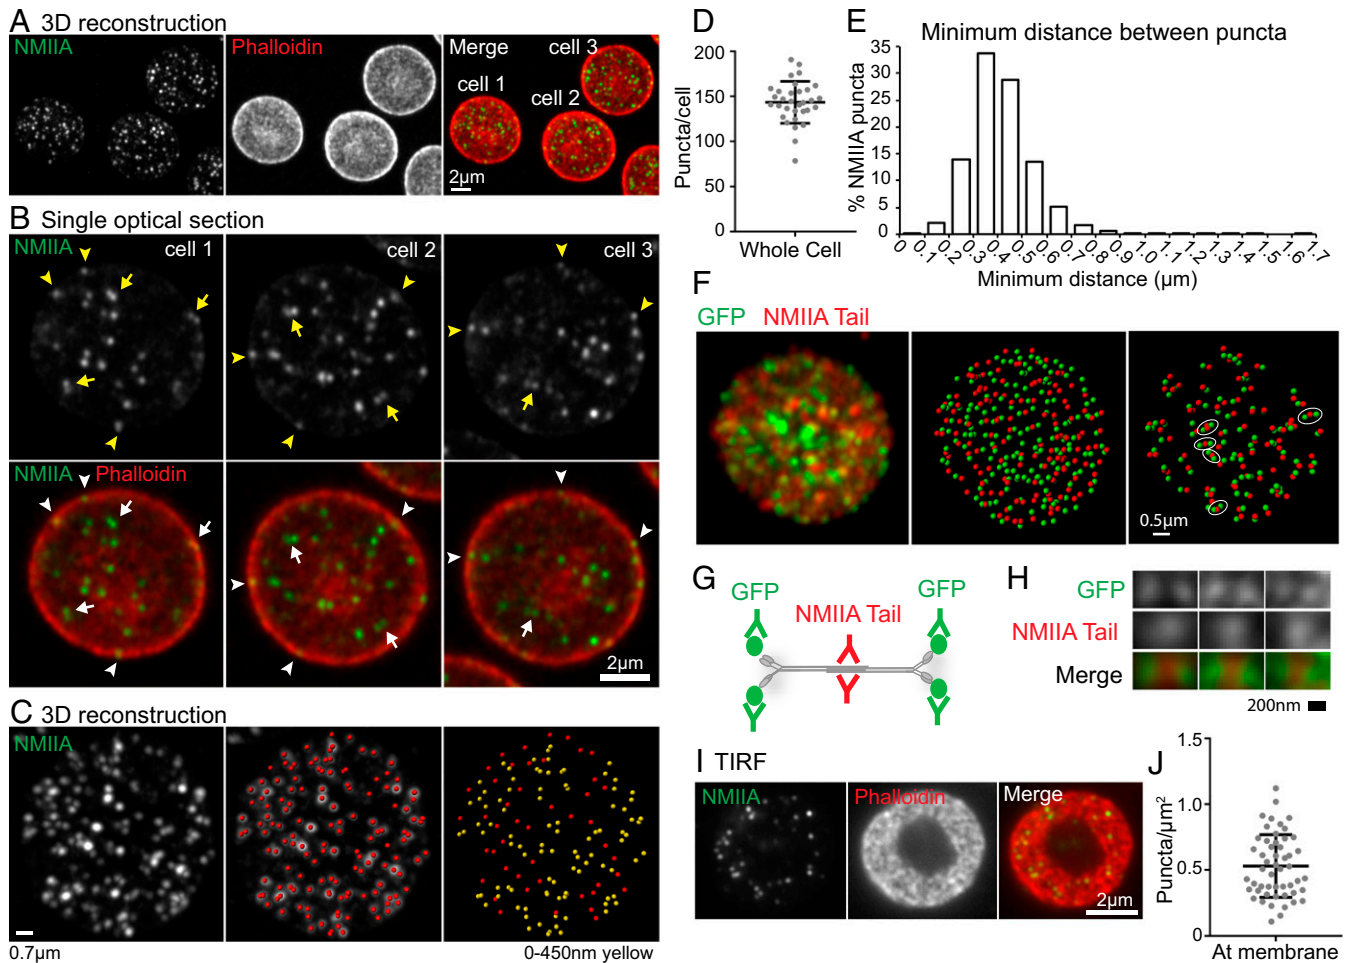 A 3D reconstruction
NMIIA
Phalloidin
Merge
cell 1
cell 2
cell 3
2μm
B Single optical section
NMIIA
cell 1
cell 2
cell 3
NMIIA Phalloidin
2μm
C 3D reconstruction
NMIIA
0.7μm
0-450nm yellow
D
Puncta/cell
200
150
100
50
0
Whole Cell
E
Minimum distance between puncta
% NMIIA puncta
35
30
25
20
15
10
5
0
0 0.1 0.2 0.3 0.4 0.5 0.6 0.7 0.8 0.9 1.0 1.1 1.2 1.3 1.4 1.5 1.6 1.7
Minimum distance (μm)
F
GFP NMIIA Tail
0.5μm
G
GFP
NMIIA Tail
GFP
H
GFP
NMIIA Tail
Merge
200nm
I TIRF
NMIIA
Phalloidin
Merge
2μm
J
Puncta/μm²
1.5
1.0
0.5
0
At membrane